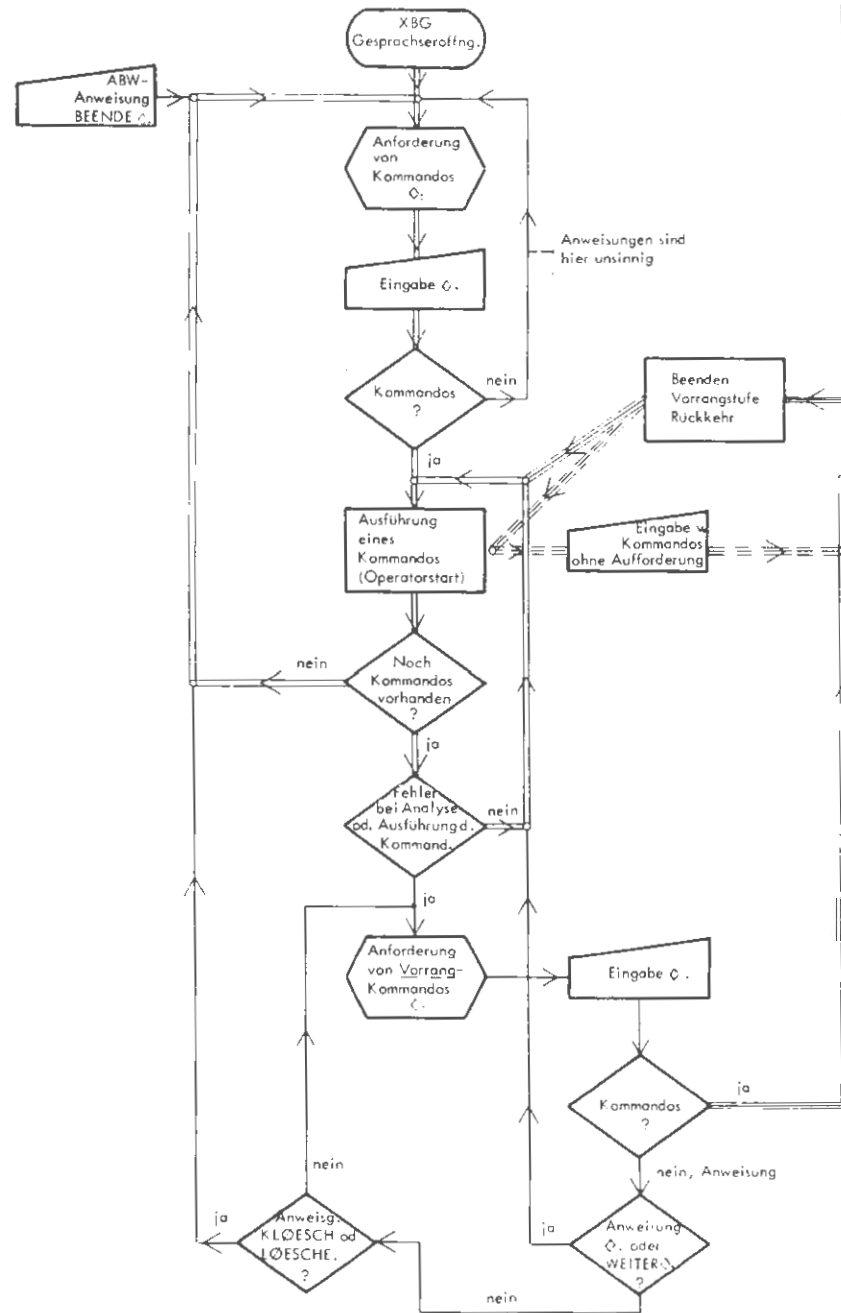 XBG
Gesprächseröffng.
ABW-
Anweisung
BEENDE ◇.
Anforderung
von
Kommandos
◇.
Anweisungen sind
hier unsinnig
Eingabe ◇.
Kommandos
?
nein
ja
Beenden
Vorrangstufe
Rückkehr
Ausführung
eines
Kommandos
(Operatorstart)
Eingabe v.
Kommandos
ohne Aufforderung
nein
Noch
Kommandos
vorhanden
?
ja
Fehler
bei Analyse
od. Ausführung d.
Kommand.
nein
ja
Anforderung
von Vorrang-
Kommandos
◇.
Eingabe ◇.
Kommandos
?
ja
nein, Anweisung
nein
ja
Anweisg.
KLØESCH od
LØESCHE.
?
ja
Anweisung
◇. oder
WEITER◇.
?
nein